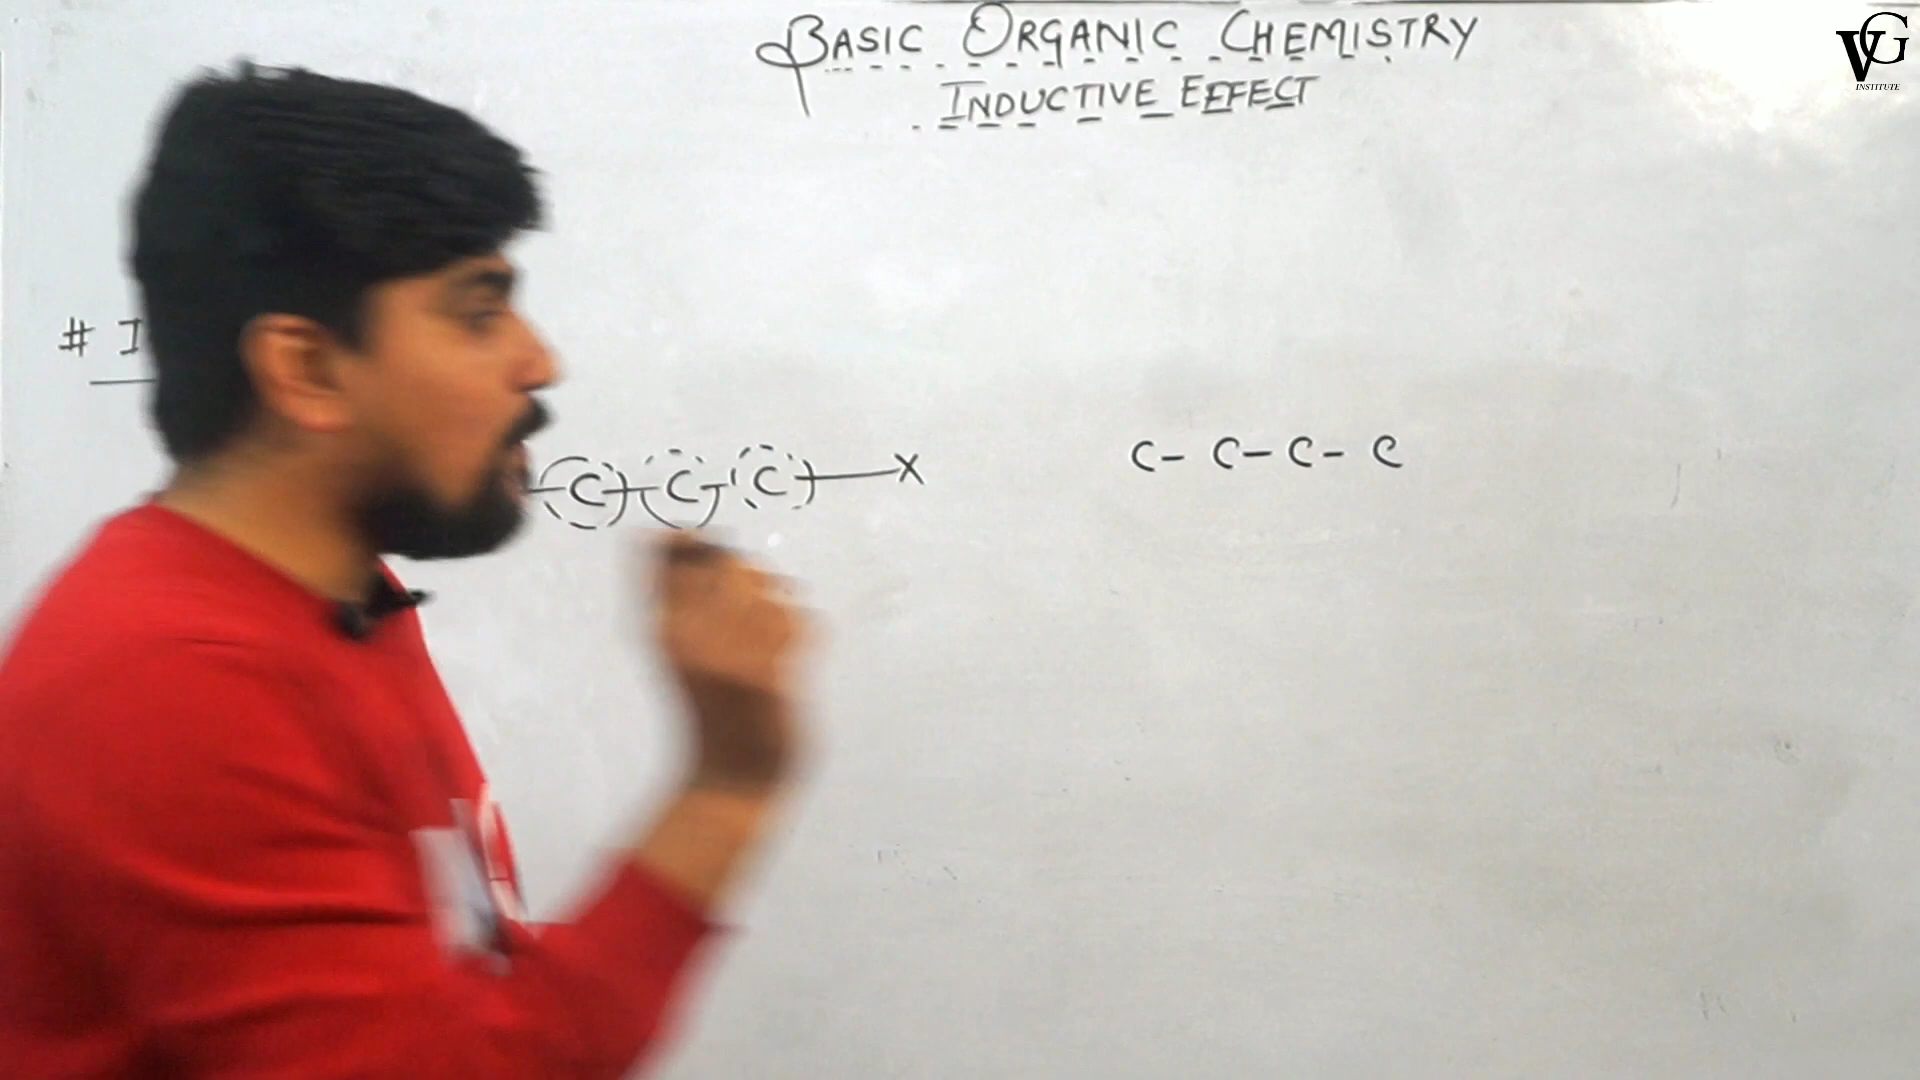 BASIC ORGANIC CHEMISTRY
INDUCTIVE EFFECT
VG
INSTITUTE
# I
C - C - C - X
C - C - C - C